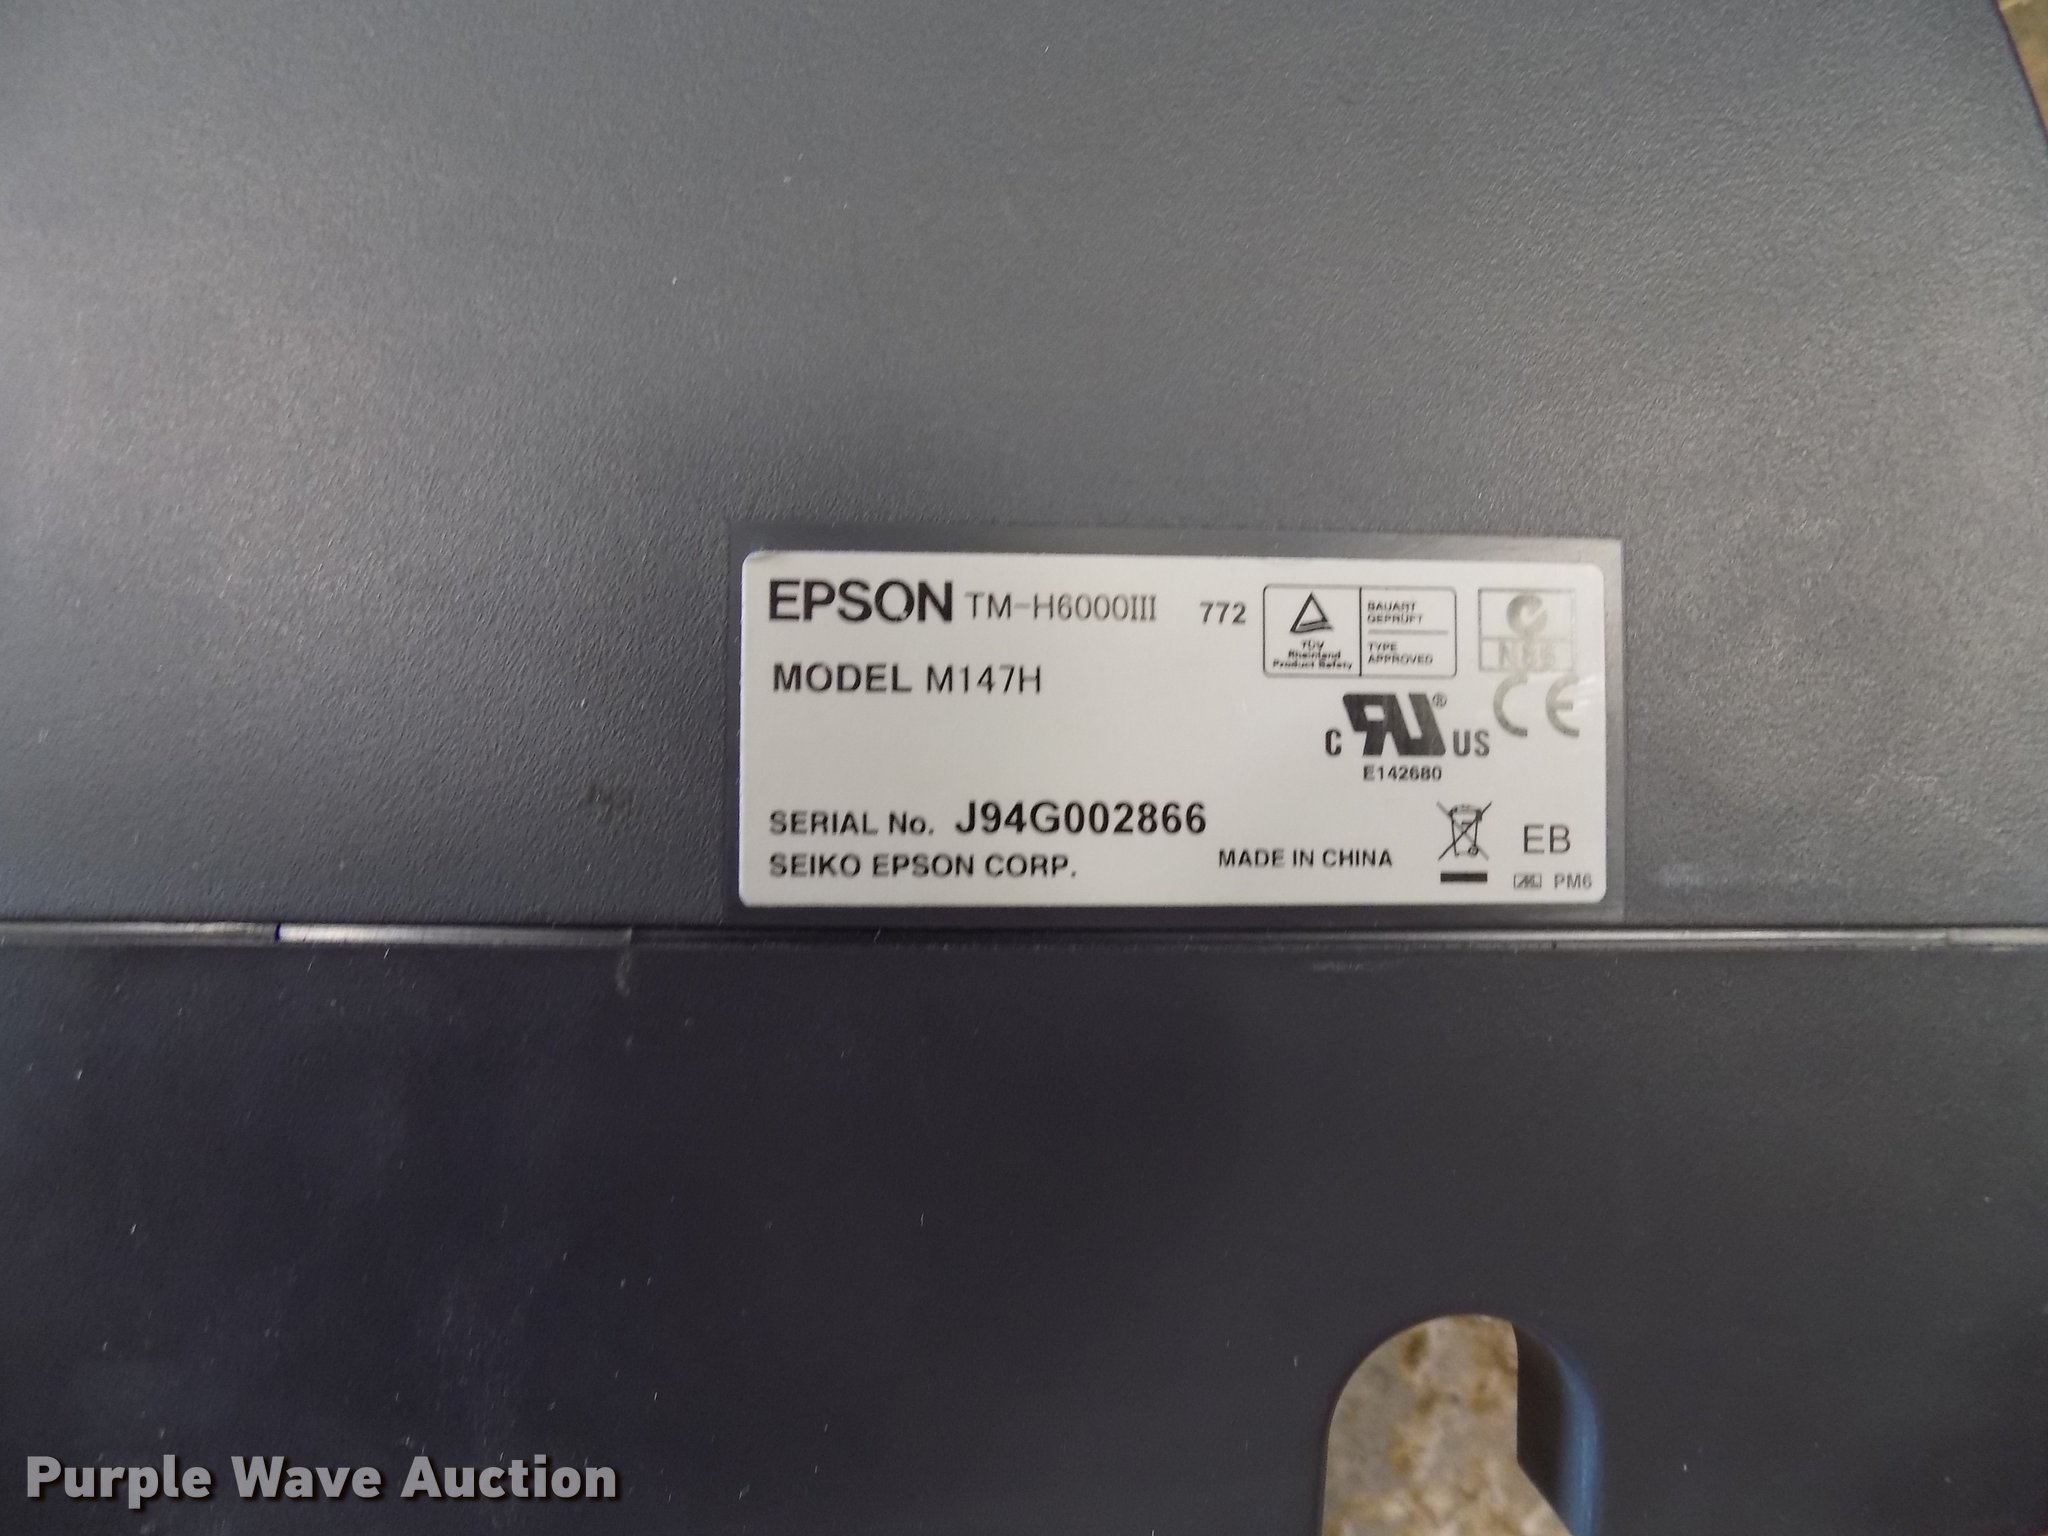 EPSON TM-H6000III 772
BAUART
GEPRÜFT
TÜV
Rheinland
Product Safety
TYPE
APPROVED
MODEL M147H
C US
E142680
CE
SERIAL No. J94G002866
SEIKO EPSON CORP.
MADE IN CHINA
EB
PM6
Purple Wave Auction